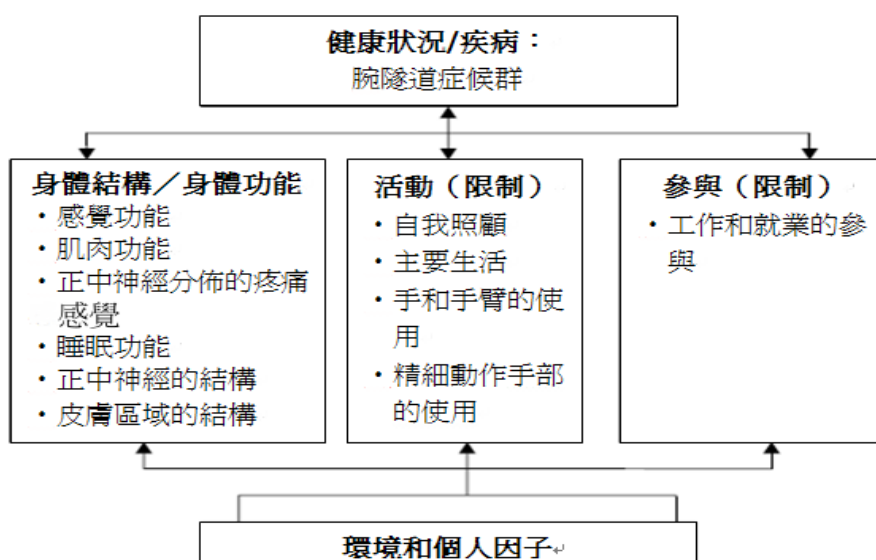 健康狀況/疾病：
腕隧道症候群
身體結構／身體功能
・感覺功能
・肌肉功能
・正中神經分佈的疼痛
感覺
・睡眠功能
・正中神經的結構
・皮膚區域的結構
活動（限制）
・自我照顧
・主要生活
・手和手臂的使
用
・精細動作手部
的使用
參與（限制）
・工作和就業的參
與
環境和個人因子↵